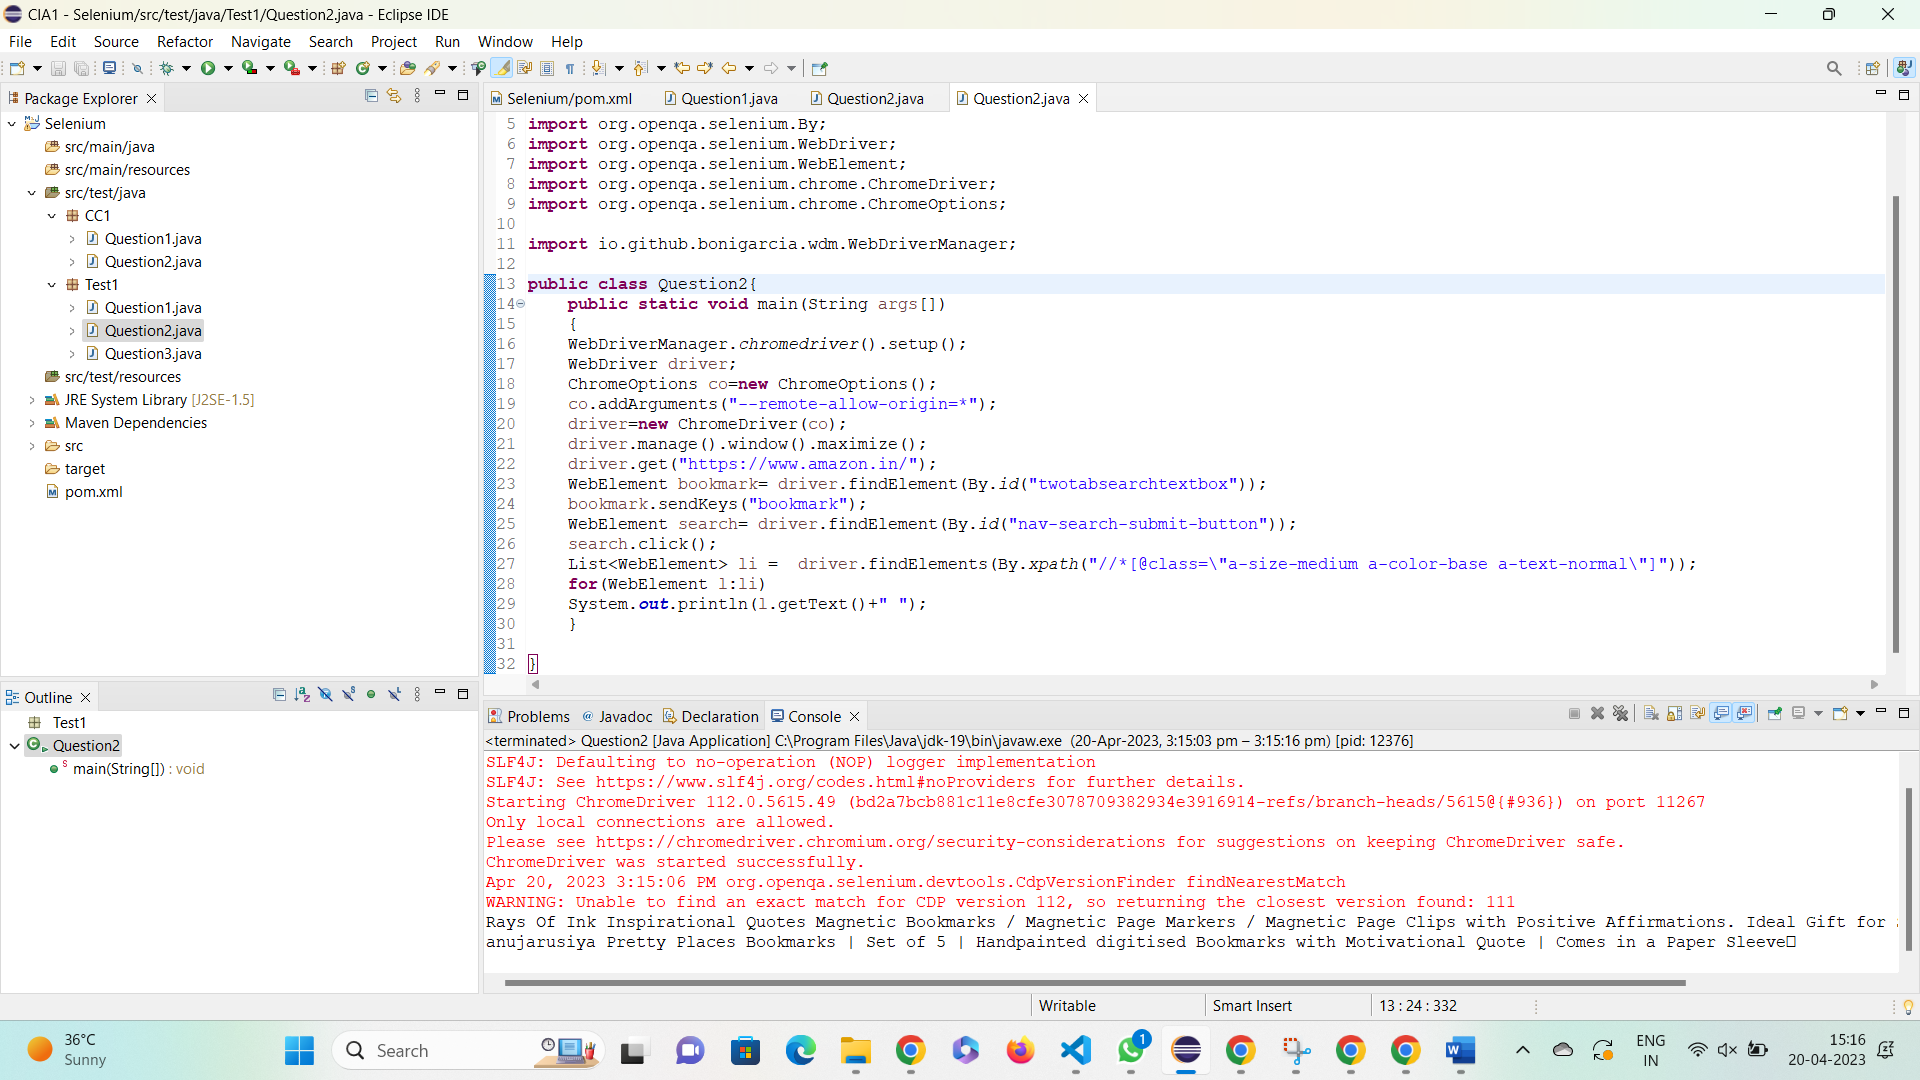 CIA1 - Selenium/src/test/java/Test1/Question2.java - Eclipse IDE
File Edit Source Refactor Navigate Search Project Run Window Help
Package Explorer
Selenium
src/main/java
src/main/resources
src/test/java
CC1
Question1.java
Question2.java
Test1
Question1.java
Question2.java
Question3.java
src/test/resources
JRE System Library [J2SE-1.5]
Maven Dependencies
src
target
pom.xml
Outline
Test1
Question2
main(String[]) : void
Selenium/pom.xml Question1.java Question2.java Question2.java
5 import org.openqa.selenium.By;
6 import org.openqa.selenium.WebDriver;
7 import org.openqa.selenium.WebElement;
8 import org.openqa.selenium.chrome.ChromeDriver;
9 import org.openqa.selenium.chrome.ChromeOptions;
10
11 import io.github.bonigarcia.wdm.WebDriverManager;
12
13 public class Question2{
14 public static void main(String args[])
15 {
16 WebDriverManager.chromedriver().setup();
17 WebDriver driver;
18 ChromeOptions co=new ChromeOptions();
19 co.addArguments("--remote-allow-origin=*");
20 driver=new ChromeDriver(co);
21 driver.manage().window().maximize();
22 driver.get("https://www.amazon.in/");
23 WebElement bookmark= driver.findElement(By.id("twotabsearchtextbox"));
24 bookmark.sendKeys("bookmark");
25 WebElement search= driver.findElement(By.id("nav-search-submit-button"));
26 search.click();
27 List<WebElement> li =  driver.findElements(By.xpath("//*[@class=\"a-size-medium a-color-base a-text-normal\"]"));
28 for(WebElement l:li)
29 System.out.println(l.getText()+" ");
30 }
31
32 }
Problems Javadoc Declaration Console
<terminated> Question2 [Java Application] C:\Program Files\Java\jdk-19\bin\javaw.exe (20-Apr-2023, 3:15:03 pm – 3:15:16 pm) [pid: 12376]
SLF4J: Defaulting to no-operation (NOP) logger implementation
SLF4J: See https://www.slf4j.org/codes.html#noProviders for further details.
Starting ChromeDriver 112.0.5615.49 (bd2a7bcb881c11e8cfe3078709382934e3916914-refs/branch-heads/5615@{#936}) on port 11267
Only local connections are allowed.
Please see https://chromedriver.chromium.org/security-considerations for suggestions on keeping ChromeDriver safe.
ChromeDriver was started successfully.
Apr 20, 2023 3:15:06 PM org.openqa.selenium.devtools.CdpVersionFinder findNearestMatch
WARNING: Unable to find an exact match for CDP version 112, so returning the closest version found: 111
Rays Of Ink Inspirational Quotes Magnetic Bookmarks / Magnetic Page Markers / Magnetic Page Clips with Positive Affirmations. Ideal Gift for
anujarusiya Pretty Places Bookmarks | Set of 5 | Handpainted digitised Bookmarks with Motivational Quote | Comes in a Paper Sleeve
Writable Smart Insert 13 : 24 : 332
36°C
Sunny
Search
1
ENG
IN
15:16
20-04-2023